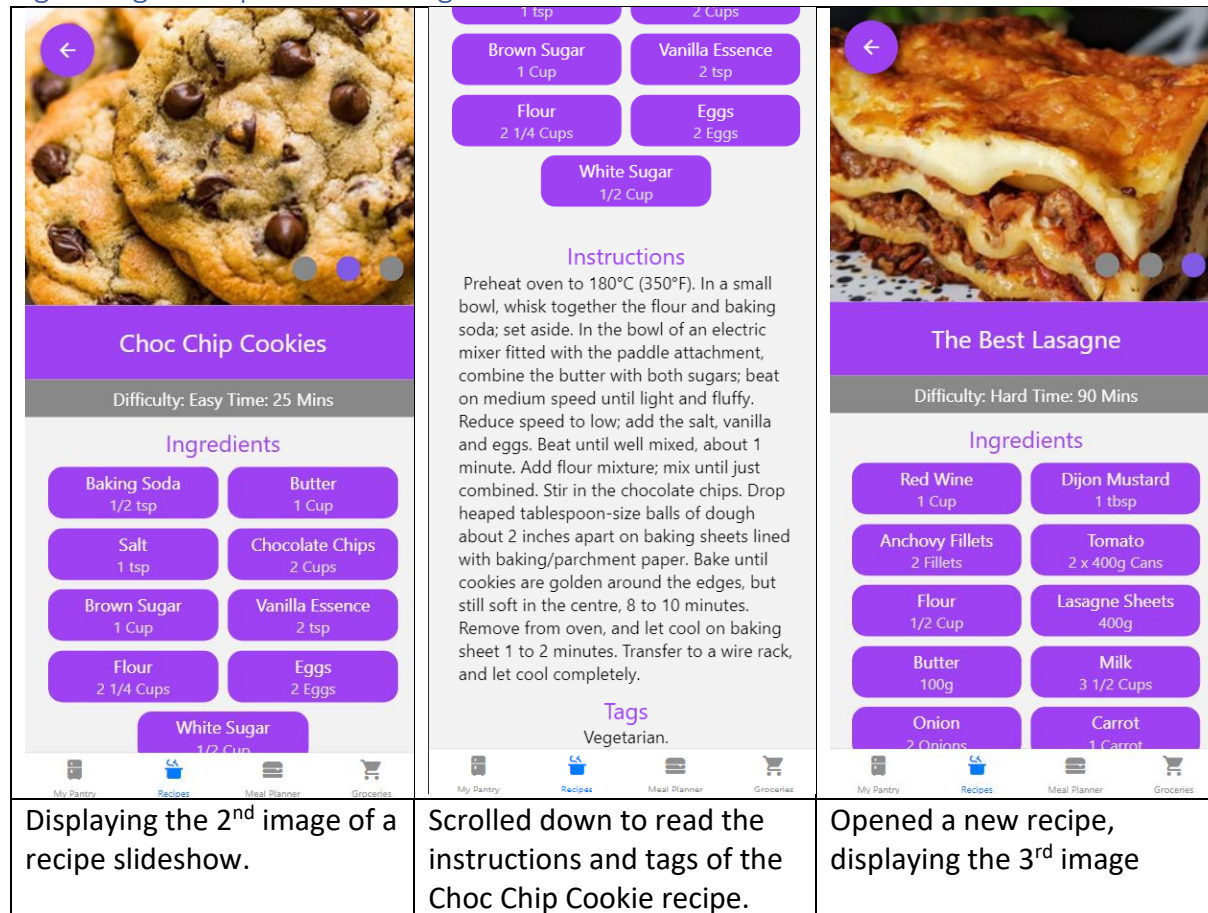 Choc Chip Cookies
Difficulty: Easy Time: 25 Mins
Ingredients
Baking Soda
1/2 tsp
Butter
1 Cup
Salt
1 tsp
Chocolate Chips
2 Cups
Brown Sugar
1 Cup
Vanilla Essence
2 tsp
Flour
2 1/4 Cups
Eggs
2 Eggs
White Sugar
1/2 Cup
My Pantry
Recipes
Meal Planner
Groceries
Displaying the 2nd image of a
recipe slideshow.
1 tsp
2 Cups
Brown Sugar
1 Cup
Vanilla Essence
2 tsp
Flour
2 1/4 Cups
Eggs
2 Eggs
White Sugar
1/2 Cup
Instructions
Preheat oven to 180°C (350°F). In a small
bowl, whisk together the flour and baking
soda; set aside. In the bowl of an electric
mixer fitted with the paddle attachment,
combine the butter with both sugars; beat
on medium speed until light and fluffy.
Reduce speed to low; add the salt, vanilla
and eggs. Beat until well mixed, about 1
minute. Add flour mixture; mix until just
combined. Stir in the chocolate chips. Drop
heaped tablespoon-size balls of dough
about 2 inches apart on baking sheets lined
with baking/parchment paper. Bake until
cookies are golden around the edges, but
still soft in the centre, 8 to 10 minutes.
Remove from oven, and let cool on baking
sheet 1 to 2 minutes. Transfer to a wire rack,
and let cool completely.
Tags
Vegetarian.
My Pantry
Recipes
Meal Planner
Groceries
Scrolled down to read the
instructions and tags of the
Choc Chip Cookie recipe.
The Best Lasagne
Difficulty: Hard Time: 90 Mins
Ingredients
Red Wine
1 Cup
Dijon Mustard
1 tbsp
Anchovy Fillets
2 Fillets
Tomato
2 x 400g Cans
Flour
1/2 Cup
Lasagne Sheets
400g
Butter
100g
Milk
3 1/2 Cups
Onion
2 Onions
Carrot
1 Carrot
My Pantry
Recipes
Meal Planner
Groceries
Opened a new recipe,
displaying the 3rd image